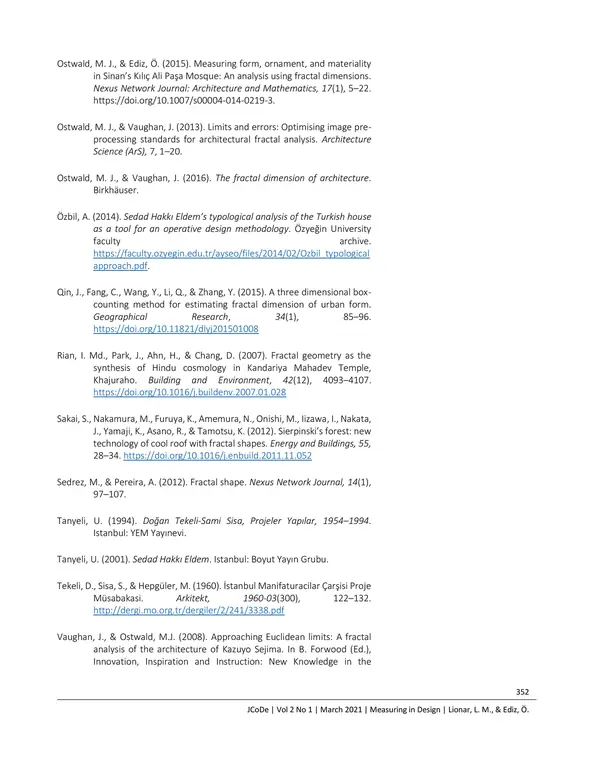 Ostwald, M. J., & Ediz, Ö. (2015). Measuring form, ornament, and materiality
in Sinan's Kılıç Ali Paşa Mosque: An analysis using fractal dimensions.
Nexus Network Journal: Architecture and Mathematics, 17(1), 5–22.
https://doi.org/10.1007/s00004-014-0219-3.
Ostwald, M. J., & Vaughan, J. (2013). Limits and errors: Optimising image pre-
processing standards for architectural fractal analysis. Architecture
Science (ArS), 7, 1–20.
Ostwald, M. J., & Vaughan, J. (2016). The fractal dimension of architecture.
Birkhäuser.
Özbil, A. (2014). Sedad Hakkı Eldem's typological analysis of the Turkish house
as a tool for an operative design methodology. Özyeğin University
faculty archive.
https://faculty.ozyegin.edu.tr/ayseo/files/2014/02/Ozbil_typological
approach.pdf.
Qin, J., Fang, C., Wang, Y., Li, Q., & Zhang, Y. (2015). A three dimensional box-
counting method for estimating fractal dimension of urban form.
Geographical Research, 34(1), 85–96.
https://doi.org/10.11821/dlyj201501008
Rian, I. Md., Park, J., Ahn, H., & Chang, D. (2007). Fractal geometry as the
synthesis of Hindu cosmology in Kandariya Mahadev Temple,
Khajuraho. Building and Environment, 42(12), 4093–4107.
https://doi.org/10.1016/j.buildenv.2007.01.028
Sakai, S., Nakamura, M., Furuya, K., Amemura, N., Onishi, M., Iizawa, I., Nakata,
J., Yamaji, K., Asano, R., & Tamotsu, K. (2012). Sierpinski's forest: new
technology of cool roof with fractal shapes. Energy and Buildings, 55,
28–34. https://doi.org/10.1016/j.enbuild.2011.11.052
Sedrez, M., & Pereira, A. (2012). Fractal shape. Nexus Network Journal, 14(1),
97–107.
Tanyeli, U. (1994). Doğan Tekeli-Sami Sisa, Projeler Yapılar, 1954–1994.
Istanbul: YEM Yayınevi.
Tanyeli, U. (2001). Sedad Hakkı Eldem. Istanbul: Boyut Yayın Grubu.
Tekeli, D., Sisa, S., & Hepgüler, M. (1960). İstanbul Manifaturacilar Çarşisi Proje
Müsabakasi. Arkitekt, 1960-03(300), 122–132.
http://dergi.mo.org.tr/dergiler/2/241/3338.pdf
Vaughan, J., & Ostwald, M.J. (2008). Approaching Euclidean limits: A fractal
analysis of the architecture of Kazuyo Sejima. In B. Forwood (Ed.),
Innovation, Inspiration and Instruction: New Knowledge in the
352
JCoDe | Vol 2 No 1 | March 2021 | Measuring in Design | Lionar, L. M., & Ediz, Ö.